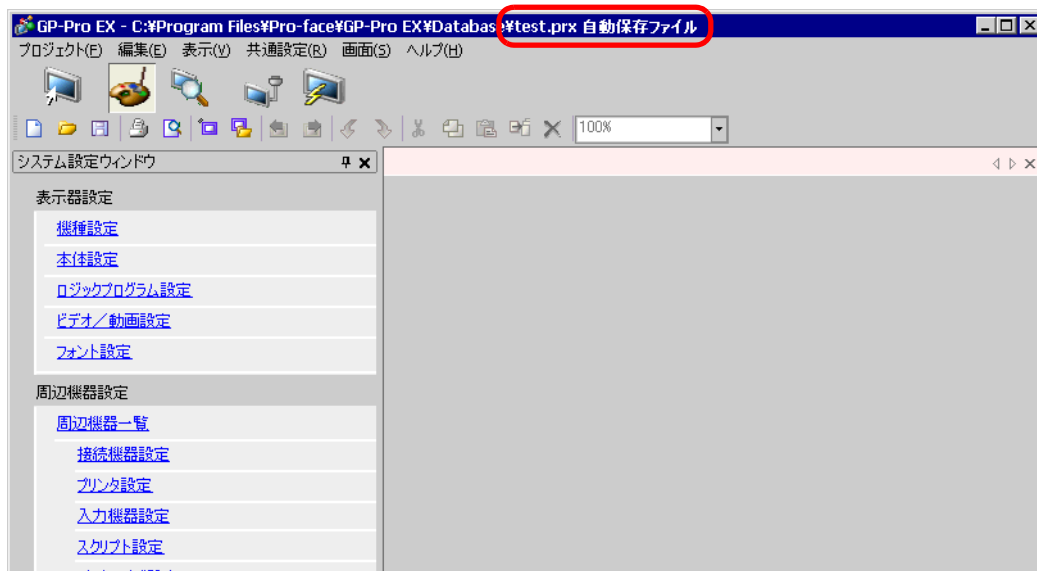 GP-Pro EX - C:¥Program Files¥Pro-face¥GP-Pro EX¥Database¥test.prx 自動保存ファイル
プロジェクト(F) 編集(E) 表示(V) 共通設定(R) 画面(S) ヘルプ(H)
100%
システム設定ウィンドウ
表示器設定
機種設定
本体設定
ロジックプログラム設定
ビデオ／動画設定
フォント設定
周辺機器設定
周辺機器一覧
接続機器設定
プリンタ設定
入力機器設定
スクリプト設定